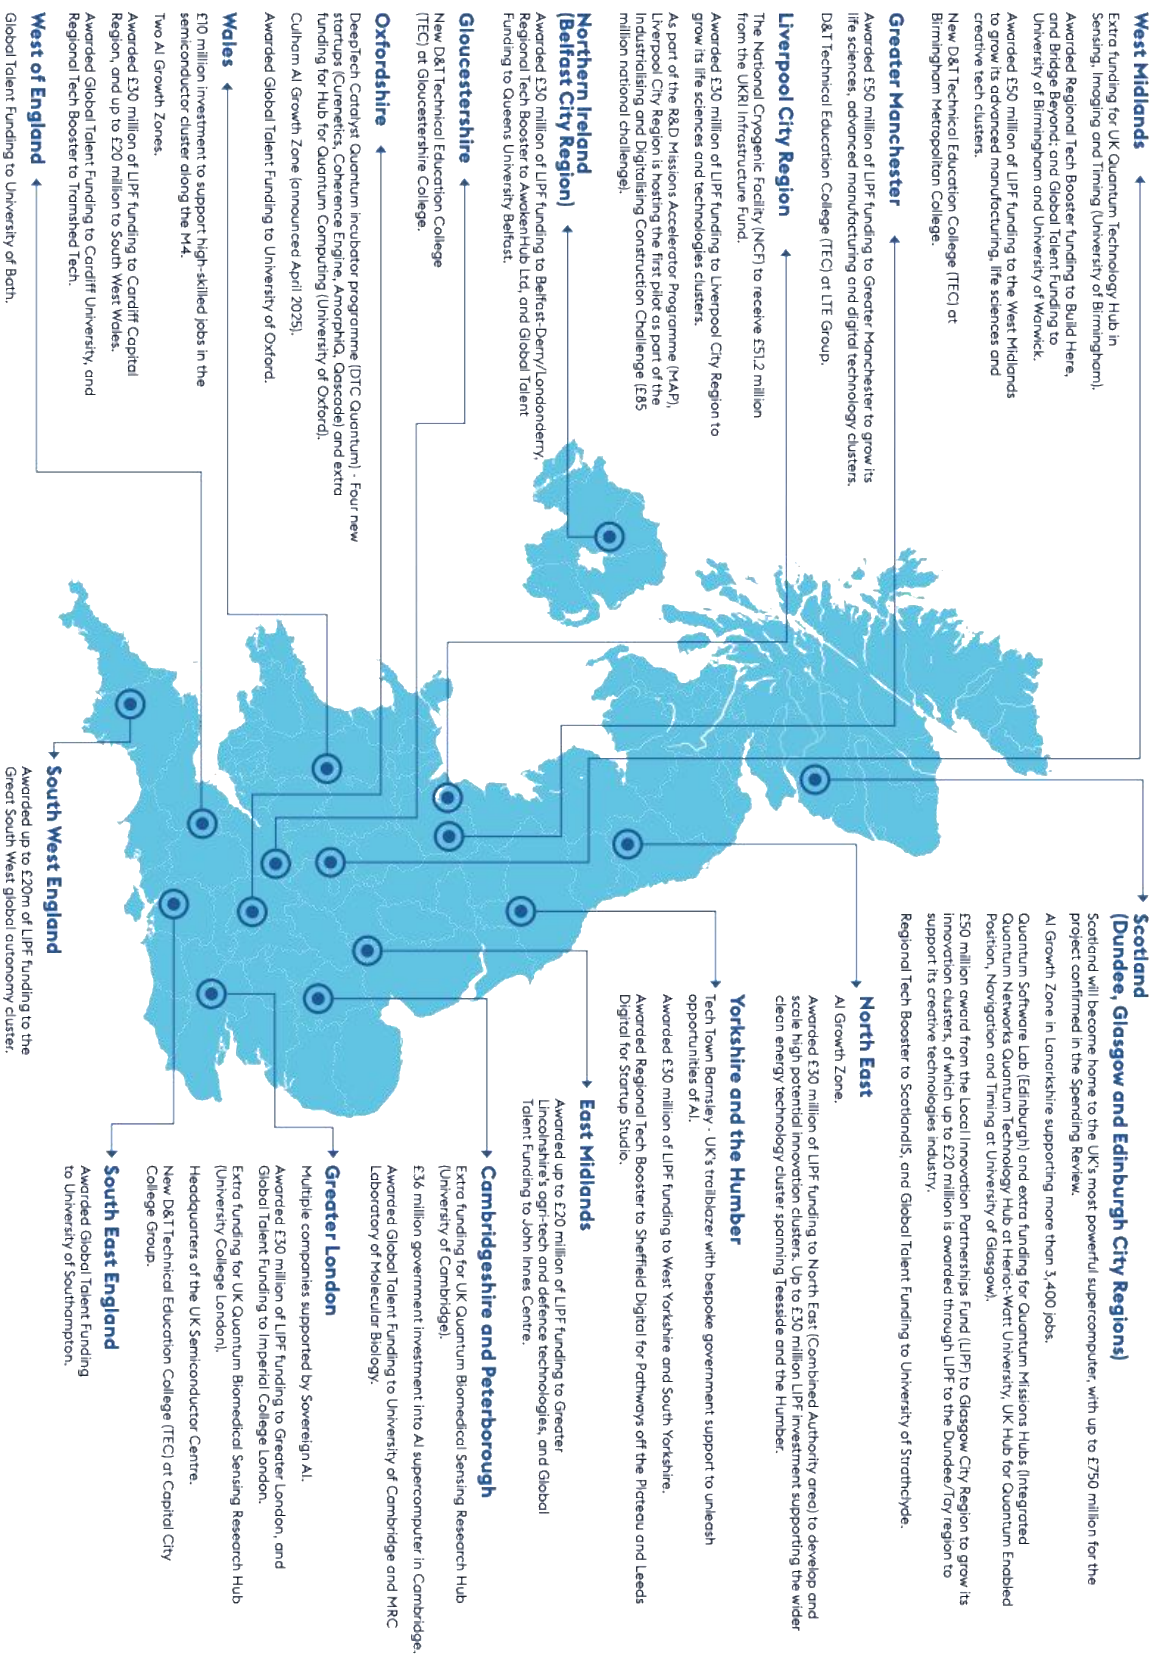 West Midlands
Extra funding for UK Quantum Technology Hub in
Sensing, Imaging and Timing (University of Birmingham).
Awarded Regional Tech Booster funding to Build Here,
and Bridge Beyond; and Global Talent Funding to
University of Birmingham and University of Warwick.
Awarded £50 million of LIPF funding to the West Midlands
to grow its advanced manufacturing, life sciences and
creative tech clusters.
New D&T Technical Education College (TEC) at
Birmingham Metropolitan College.
Greater Manchester
Awarded £50 million of LIPF funding to Greater Manchester to grow its
life sciences, advanced manufacturing and digital technology clusters.
D&T Technical Education College (TEC) at LTE Group.
Liverpool City Region
The National Cryogenic Facility (NCF) to receive £51.2 million
from the UKRI Infrastructure Fund.
Awarded £30 million of LIPF funding to Liverpool City Region to
grow its life sciences and technologies clusters.
As part of the R&D Missions Accelerator Programme (MAP),
Liverpool City Region is hosting the first pilot as part of the
Industrialising and Digitalising Construction Challenge (£85
million national challenge).
Northern Ireland
(Belfast City Region)
Awarded £30 million of LIPF funding to Belfast-Derry/Londonderry,
Regional Tech Booster to Awaken Hub Ltd, and Global Talent
Funding to Queens University Belfast.
Gloucestershire
New D&T Technical Education College
(TEC) at Gloucestershire College.
Oxfordshire
DeepTech Catalyst Quantum incubator programme (DTC Quantum) - Four new
startups (Curenetics, Coherence Engine, AmorphiQ, Qascade) and extra
funding for Hub for Quantum Computing (University of Oxford).
Culham AI Growth Zone (announced April 2025).
Awarded Global Talent Funding to University of Oxford.
Wales
£10 million investment to support high-skilled jobs in the
semiconductor cluster along the M4.
Two AI Growth Zones.
Awarded £30 million of LIPF funding to Cardiff Capital
Region, and up to £20 million to South West Wales.
Awarded Global Talent Funding to Cardiff University, and
Regional Tech Booster to Tramshed Tech.
West of England
Global Talent Funding to University of Bath.
Scotland
(Dundee, Glasgow and Edinburgh City Regions)
Scotland will become home to the UK's most powerful supercomputer, with up to £750 million for the
project confirmed in the Spending Review.
AI Growth Zone in Lanarkshire supporting more than 3,400 jobs.
Quantum Software Lab (Edinburgh) and extra funding for Quantum Missions Hubs (Integrated
Quantum Networks Quantum Technology Hub at Heriot-Watt University, UK Hub for Quantum Enabled
Position, Navigation and Timing at University of Glasgow).
£50 million award from the Local Innovation Partnerships Fund (LIPF) to Glasgow City Region to grow its
innovation clusters, of which up to £20 million is awarded through LIPF to the Dundee/Tay region to
support its creative technologies industry.
Regional Tech Booster to ScotlandIS, and Global Talent Funding to University of Strathclyde.
North East
AI Growth Zone.
Awarded £30 million of LIPF funding to North East (Combined Authority area) to develop and
scale high potential innovation clusters. Up to £30 million LIPF investment supporting the wider
clean energy technology cluster spanning Teesside and the Humber.
Yorkshire and the Humber
Tech Town Barnsley - UK's trailblazer with bespoke government support to unleash
opportunities of AI.
Awarded £30 million of LIPF funding to West Yorkshire and South Yorkshire.
Awarded Regional Tech Booster to Sheffield Digital for Pathways off the Plateau and Leeds
Digital for Startup Studio.
East Midlands
Awarded up to £20 million of LIPF funding to Greater
Lincolnshire's agri-tech and defence technologies, and Global
Talent Funding to John Innes Centre.
Cambridgeshire and Peterborough
Extra funding for UK Quantum Biomedical Sensing Research Hub
(University of Cambridge).
£36 million government investment into AI supercomputer in Cambridge.
Awarded Global Talent Funding to University of Cambridge and MRC
Laboratory of Molecular Biology.
Greater London
Multiple companies supported by Sovereign AI.
Awarded £30 million of LIPF funding to Greater London, and
Global Talent Funding to Imperial College London.
Extra funding for UK Quantum Biomedical Sensing Research Hub
(University College London).
Headquarters of the UK Semiconductor Centre.
New D&T Technical Education College (TEC) at Capital City
College Group.
South East England
Awarded Global Talent Funding
to University of Southampton.
South West England
Awarded up to £20m of LIPF funding to the
Great South West global autonomy cluster.